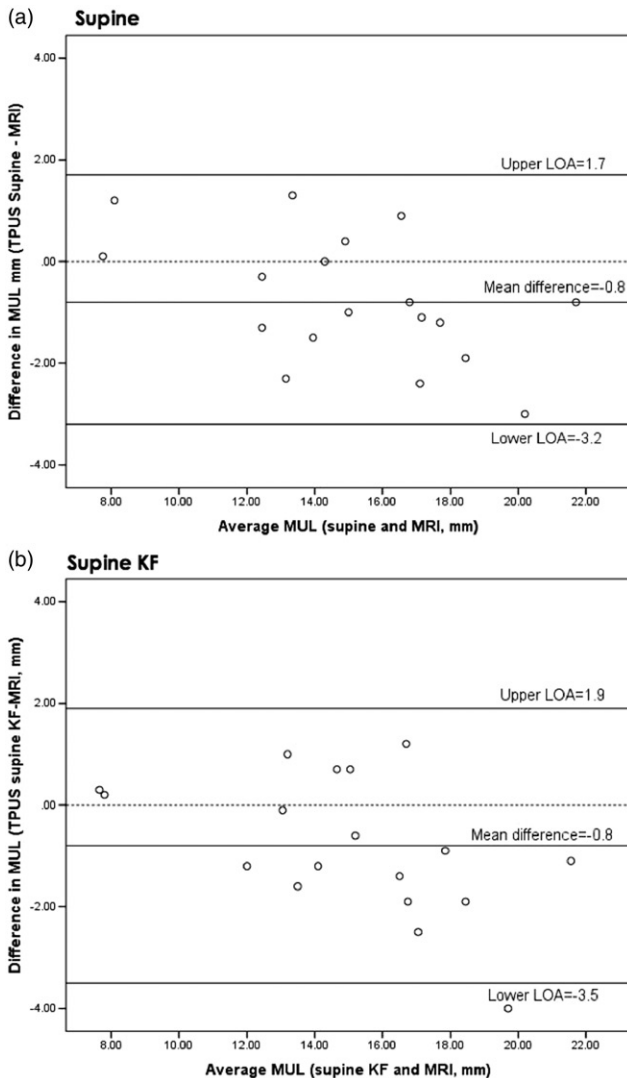 (a) Supine
4.00
2.00
.00
-2.00
-4.00
Difference in MUL mm (TPUS Supine - MRI)
Upper LOA=1.7
Mean difference=-0.8
Lower LOA=-3.2
8.00 10.00 12.00 14.00 16.00 18.00 20.00 22.00
Average MUL (supine and MRI, mm)
(b) Supine KF
4.00
2.00
.00
-2.00
-4.00
Difference in MUL (TPUS supine KF-MRI, mm)
Upper LOA=1.9
Mean difference=-0.8
Lower LOA=-3.5
8.00 10.00 12.00 14.00 16.00 18.00 20.00 22.00
Average MUL (supine KF and MRI, mm)